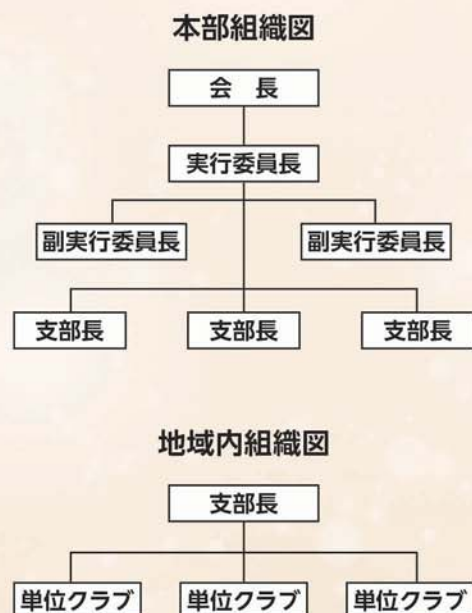 本部組織図
会 長
実行委員長
副実行委員長 副実行委員長
支部長 支部長 支部長
地域内組織図
支部長
単位クラブ 単位クラブ 単位クラブ